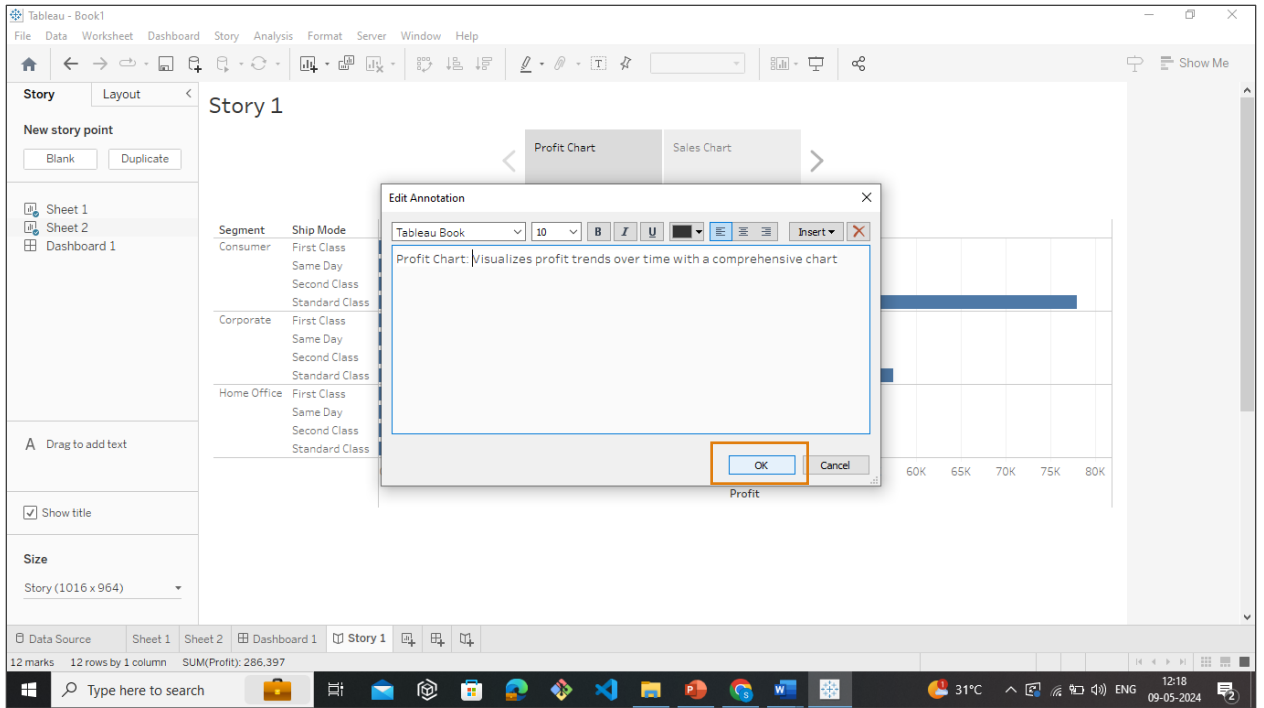 Tableau - Book1
File Data Worksheet Dashboard Story Analysis Format Server Window Help
Show Me
Story Layout
Story 1
New story point
Blank Duplicate
Profit Chart Sales Chart
Sheet 1
Sheet 2
Dashboard 1
Edit Annotation
Tableau Book 10 B I U Insert
Profit Chart: Visualizes profit trends over time with a comprehensive chart
OK Cancel
Segment Ship Mode
Consumer First Class
Same Day
Second Class
Standard Class
Corporate First Class
Same Day
Second Class
Standard Class
Home Office First Class
Same Day
Second Class
Standard Class
60K 65K 70K 75K 80K
Profit
A Drag to add text
Show title
Size
Story (1016 x 964)
Data Source Sheet 1 Sheet 2 Dashboard 1 Story 1
12 marks 12 rows by 1 column SUM(Profit): 286,397
Type here to search
31°C ENG 12:18
09-05-2024